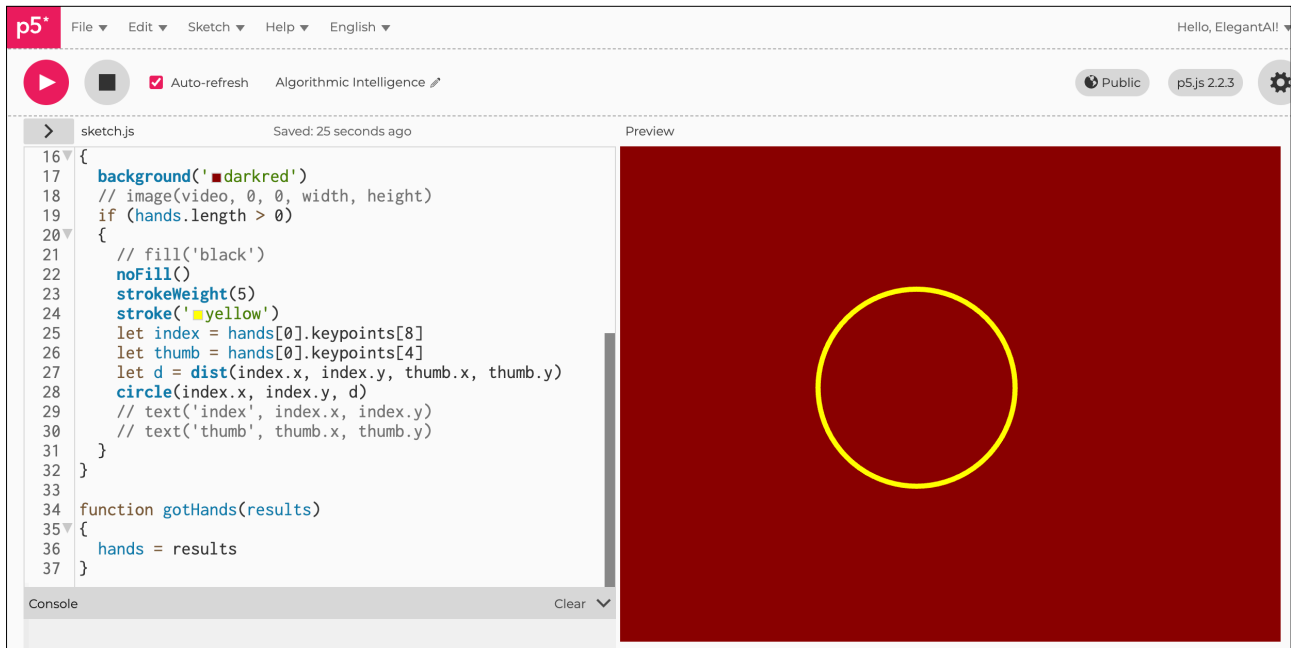 p5* File Edit Sketch Help English Hello, ElegantAI!
Auto-refresh Algorithmic Intelligence Public p5.js 2.2.3
sketch.js Saved: 25 seconds ago Preview
16 {
17 background('darkred')
18 // image(video, 0, 0, width, height)
19 if (hands.length > 0)
20 {
21 // fill('black')
22 noFill()
23 strokeWeight(5)
24 stroke('yellow')
25 let index = hands[0].keypoints[8]
26 let thumb = hands[0].keypoints[4]
27 let d = dist(index.x, index.y, thumb.x, thumb.y)
28 circle(index.x, index.y, d)
29 // text('index', index.x, index.y)
30 // text('thumb', thumb.x, thumb.y)
31 }
32 }
33
34 function gotHands(results)
35 {
36 hands = results
37 }
Console Clear